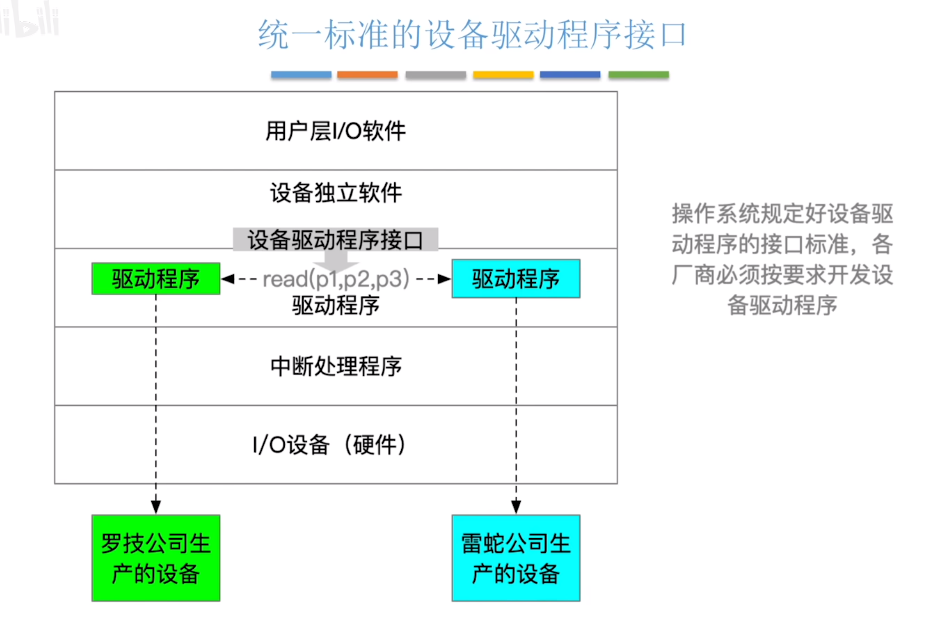 统一标准的设备驱动程序接口
用户层I/O软件
设备独立软件
设备驱动程序接口
驱动程序
read(p1,p2,p3)
驱动程序
驱动程序
中断处理程序
I/O设备（硬件）
罗技公司生
产的设备
雷蛇公司生
产的设备
操作系统规定好设备驱
动程序的接口标准，各
厂商必须按要求开发设
备驱动程序